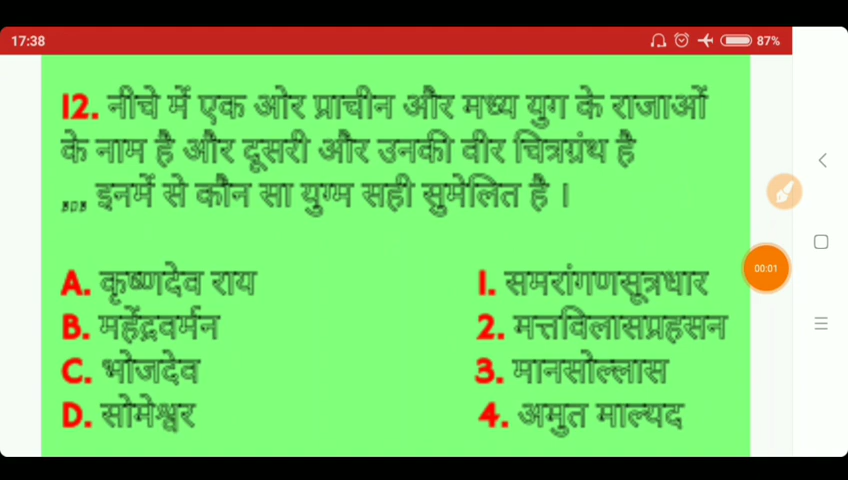 17:38 87%
12. नीचे में एक ओर प्राचीन और मध्य युग के राजाओं
के नाम है और दूसरी और उनकी वीर चित्रग्रंथ है
,,, इनमें से कौन सा युग्म सही सुमेलित है ।
00:01
A. कृष्णदेव राय 1. समरांगणसूत्रधार
B. महेंद्रवर्मन 2. मत्तविलासप्रहसन
C. भोजदेव 3. मानसोल्लास
D. सोमेश्वर 4. अमुत माल्यद